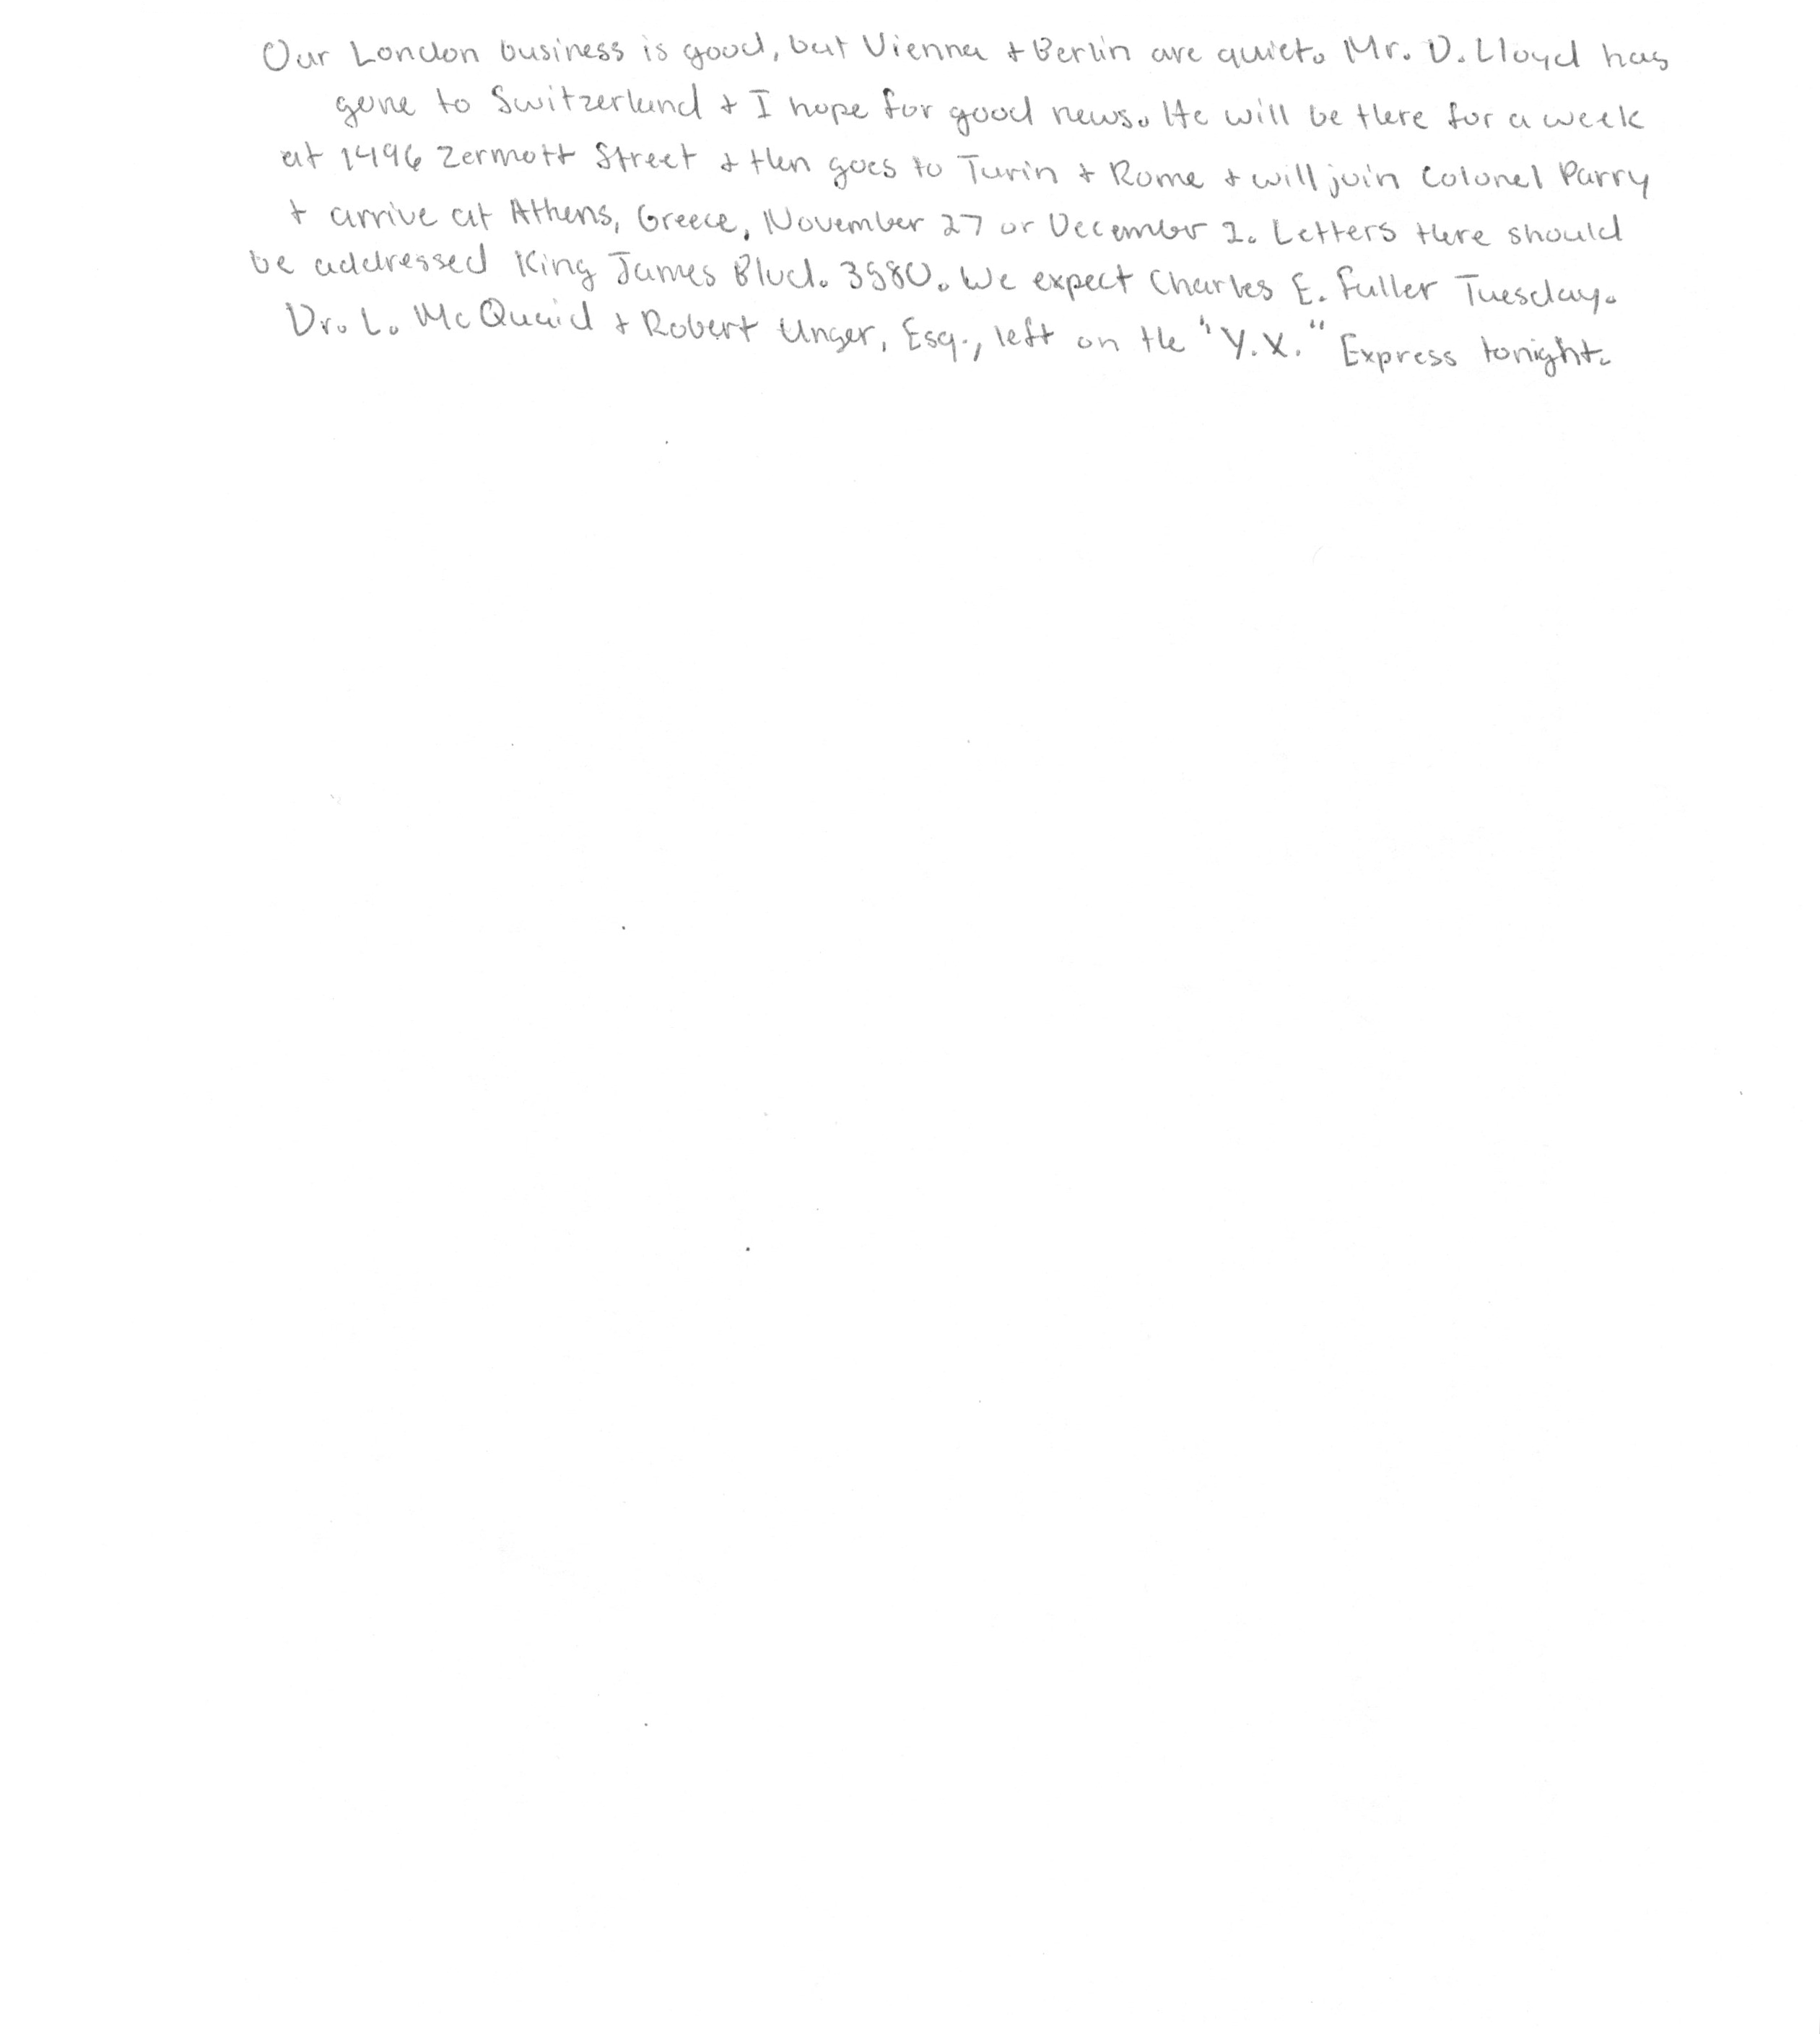 Our London business is good, but Vienna + Berlin are quiet. Mr. D. Lloyd has
gone to Switzerland + I hope for good news. He will be there for a week
at 1496 Zermott Street + then goes to Turin + Rome + will join Colonel Parry
+ arrive at Athens, Greece, November 27 or December 2. Letters there should
be addressed King James Blvd. 3580. We expect Charles E. Fuller Tuesday.
Dr. L. McQuaid + Robert Unger, Esq., left on the "Y.X." Express tonight.